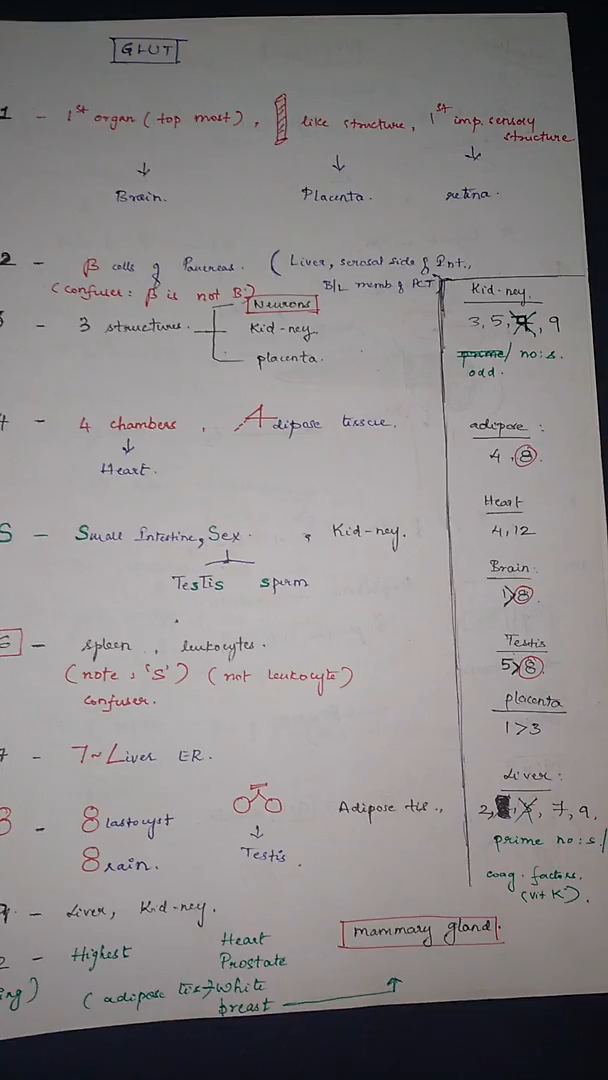 GLUT
1 - 1st organ (top most), like structure, 1st imp. sensory structure
Brain. Placenta. retina.
2 - β cells of Pancreas. (Liver, serosal side of Int.,
B/L memb of PCT)
(confuser: β is not B)
3 - 3 structures. Neurons
Kid-ney
placenta.
4 - 4 chambers, Adipose tissue.
Heart.
5 - Small Intestine, Sex. , Kid-ney.
Testis sperm
6 - spleen, leukocytes.
(note, 'S') (not Leukocyte)
confuser.
7 - 7~Liver ER.
8 - 8lastocyst Adipose tis.,
8rain. Testis.
9 - Liver, Kid-ney.
2 - Highest Heart
Prostate
ing) (adipose tis→white
breast
mammary gland.
Kid-ney.
3, 5, 7, 9
prime/ no:s.
odd.
adipose:
4, 8.
Heart
4, 12
Brain:
1>8.
Testis
5>8.
placenta
1>3
Liver:
2, 7, 9.
prime no:s/
coag. factors.
(vit K).